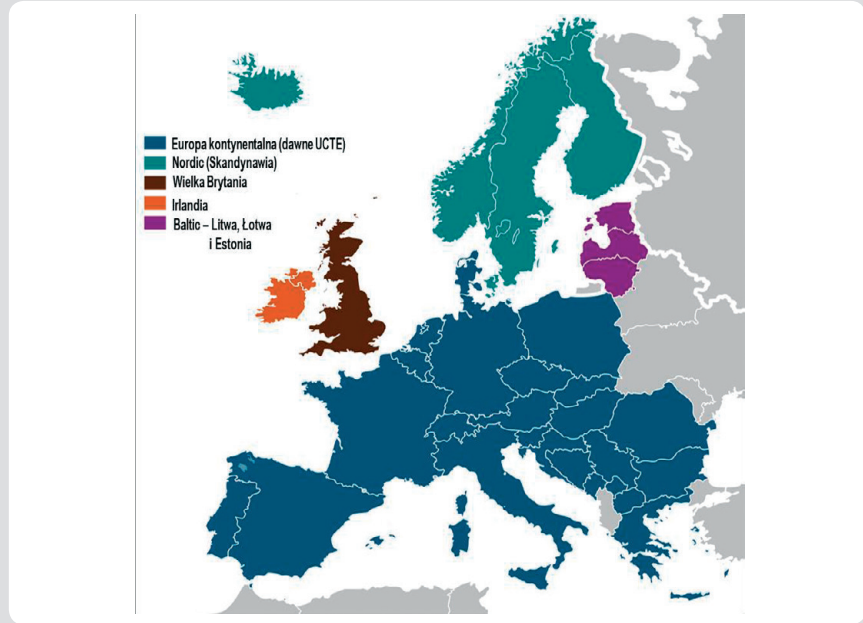 Europa kontynentalna (dawne UCTE)
Nordic (Skandynawia)
Wielka Brytania
Irlandia
Baltic – Litwa, Łotwa
i Estonia